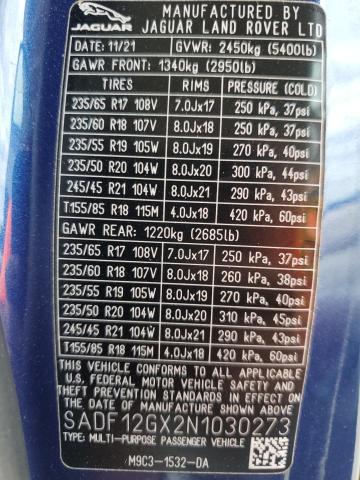 JAGUAR
MANUFACTURED BY
JAGUAR LAND ROVER LTD
DATE: 11/21 GVWR: 2450kg (5400lb)
GAWR FRONT: 1340kg (2950lb)
TIRES RIMS PRESSURE (COLD)
235/65 R17 108V 7.0Jx17 250 kPa, 37psi
235/60 R18 107V 8.0Jx18 250 kPa, 37psi
235/55 R19 105W 8.0Jx19 270 kPa, 40psi
235/50 R20 104W 8.0Jx20 300 kPa, 44psi
245/45 R21 104W 8.0Jx21 290 kPa, 43psi
T155/85 R18 115M 4.0Jx18 420 kPa, 60psi
GAWR REAR: 1220kg (2685lb)
235/65 R17 108V 7.0Jx17 250 kPa, 37psi
235/60 R18 107V 8.0Jx18 260 kPa, 38psi
235/55 R19 105W 8.0Jx19 270 kPa, 40psi
235/50 R20 104W 8.0Jx20 310 kPa, 45psi
245/45 R21 104W 8.0Jx21 290 kPa, 43psi
T155/85 R18 115M 4.0Jx18 420 kPa, 60psi
THIS VEHICLE CONFORMS TO ALL APPLICABLE
U.S. FEDERAL MOTOR VEHICLE SAFETY, BUMPER, AND
THEFT PREVENTION STANDARDS IN EFFECT ON THE
DATE OF MANUFACTURE SHOWN ABOVE.
SADF12GX2N1030273
TYPE: MULTI-PURPOSE PASSENGER VEHICLE
M9C3-1532-DA